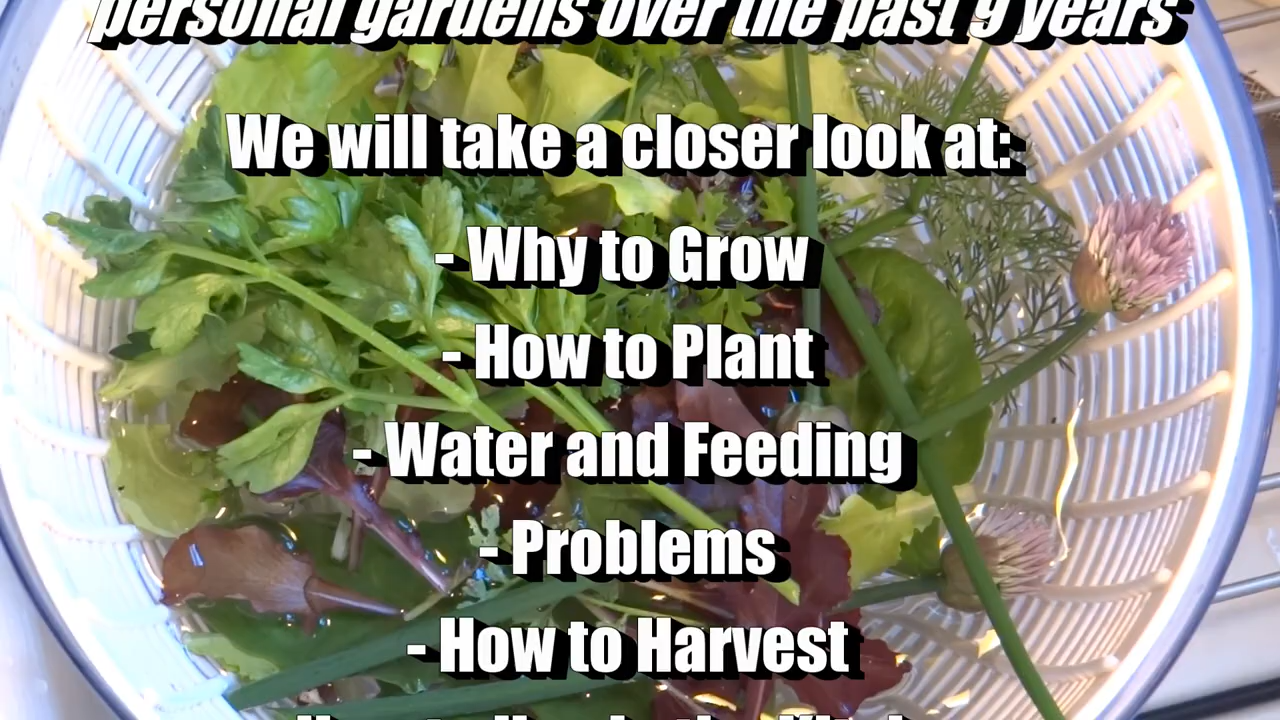 personal gardens over the past 9 years
We will take a closer look at:
- Why to Grow
- How to Plant
- Water and Feeding
- Problems
- How to Harvest